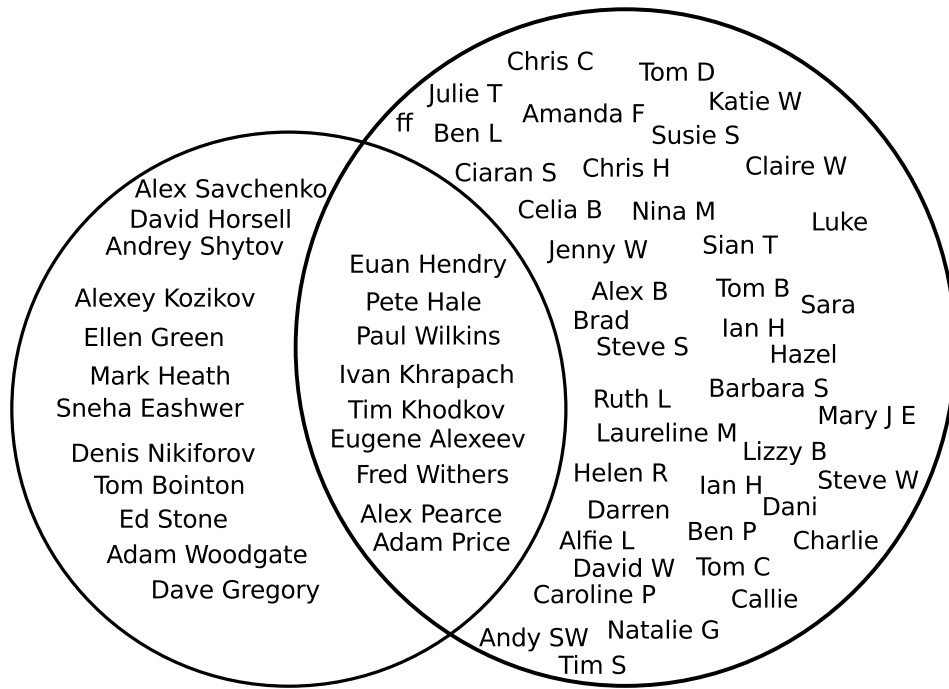 Alex Savchenko
David Horsell
Andrey Shytov
Alexey Kozikov
Ellen Green
Mark Heath
Sneha Eashwer
Denis Nikiforov
Tom Bointon
Ed Stone
Adam Woodgate
Dave Gregory
Euan Hendry
Pete Hale
Paul Wilkins
Ivan Khrapach
Tim Khodkov
Eugene Alexeev
Fred Withers
Alex Pearce
Adam Price
Chris C
Tom D
Julie T
Katie W
ff
Amanda F
Ben L
Susie S
Ciaran S
Chris H
Claire W
Celia B
Nina M
Luke
Jenny W
Sian T
Alex B
Tom B
Sara
Brad
Ian H
Steve S
Hazel
Ruth L
Barbara S
Mary J E
Laureline M
Lizzy B
Helen R
Ian H
Steve W
Darren
Dani
Alfie L
Ben P
Charlie
David W
Tom C
Caroline P
Callie
Andy SW
Natalie G
Tim S